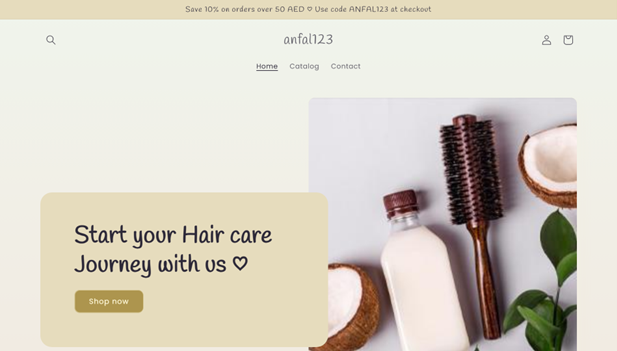 Save 10% on orders over 50 AED ♡ Use code ANFAL123 at checkout
anfal123
Home Catalog Contact
Start your Hair care
Journey with us ♡
Shop now